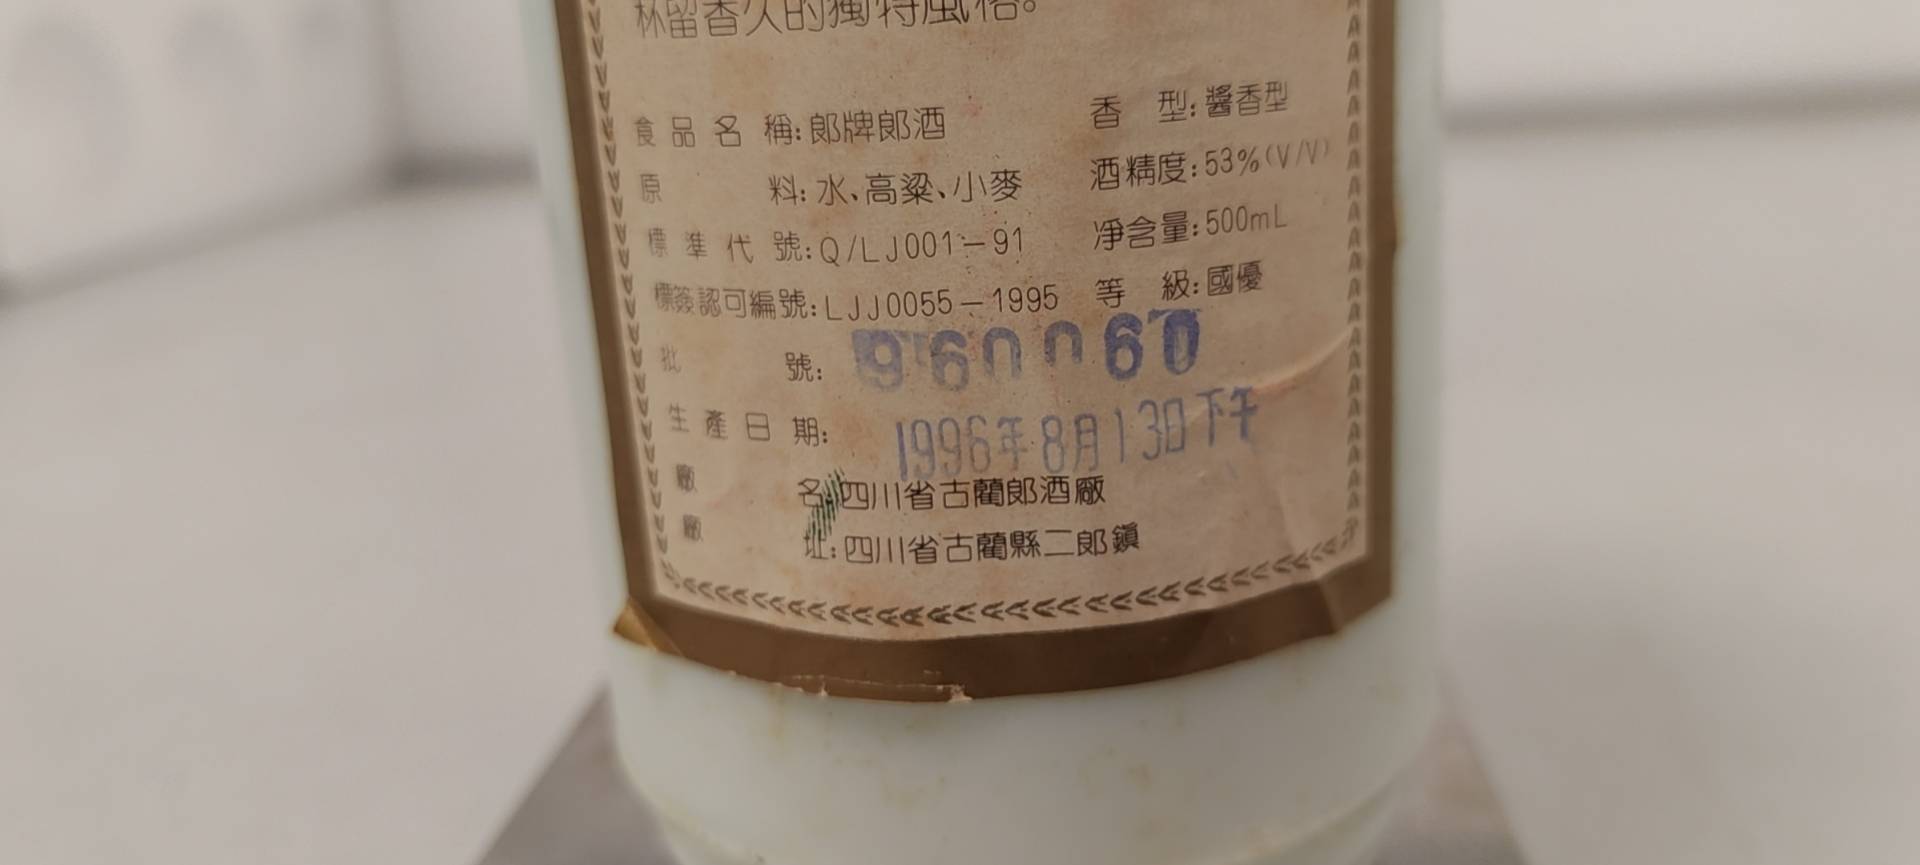 杯留香久的獨特風格。
食品名稱:郎牌郎酒
香型:醬香型
原料:水、高粱、小麥
酒精度:53%(V/V)
標準代號:Q/LJ001-91
凈含量:500mL
標簽認可編號:LJJ0055-1995
等級:國優
批號:960060
生產日期:1996年8月13日下午
廠名:四川省古藺郎酒廠
廠址:四川省古藺縣二郎鎮